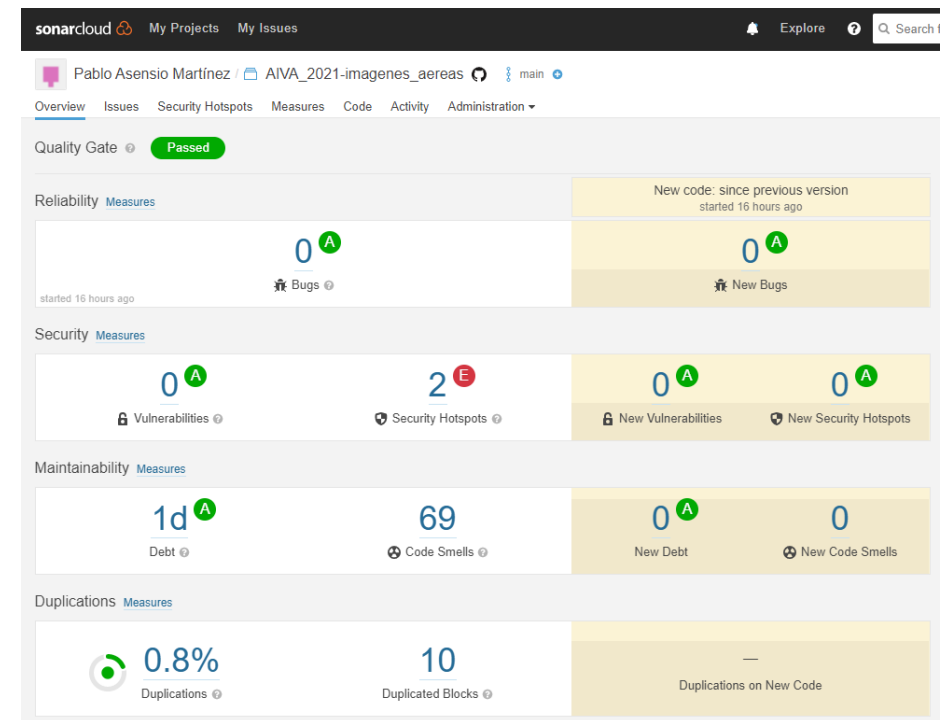 sonarcloud My Projects My Issues Explore Search f
Pablo Asensio Martínez / AIVA_2021-imagenes_aereas main
Overview Issues Security Hotspots Measures Code Activity Administration
Quality Gate Passed
Reliability Measures
New code: since previous version
started 16 hours ago
0 A
Bugs
started 16 hours ago
0 A
New Bugs
Security Measures
0 A 2 E 0 A 0 A
Vulnerabilities Security Hotspots New Vulnerabilities New Security Hotspots
Maintainability Measures
1d A 69 0 A 0
Debt Code Smells New Debt New Code Smells
Duplications Measures
0.8% 10 —
Duplications Duplicated Blocks Duplications on New Code